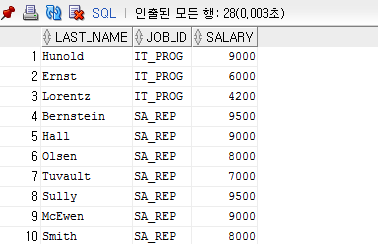 SQL | 인출된 모든 행: 28(0,003초)
LAST_NAME JOB_ID SALARY
1 Hunold IT_PROG 9000
2 Ernst IT_PROG 6000
3 Lorentz IT_PROG 4200
4 Bernstein SA_REP 9500
5 Hall SA_REP 9000
6 Olsen SA_REP 8000
7 Tuvault SA_REP 7000
8 Sully SA_REP 9500
9 McEwen SA_REP 9000
10 Smith SA_REP 8000